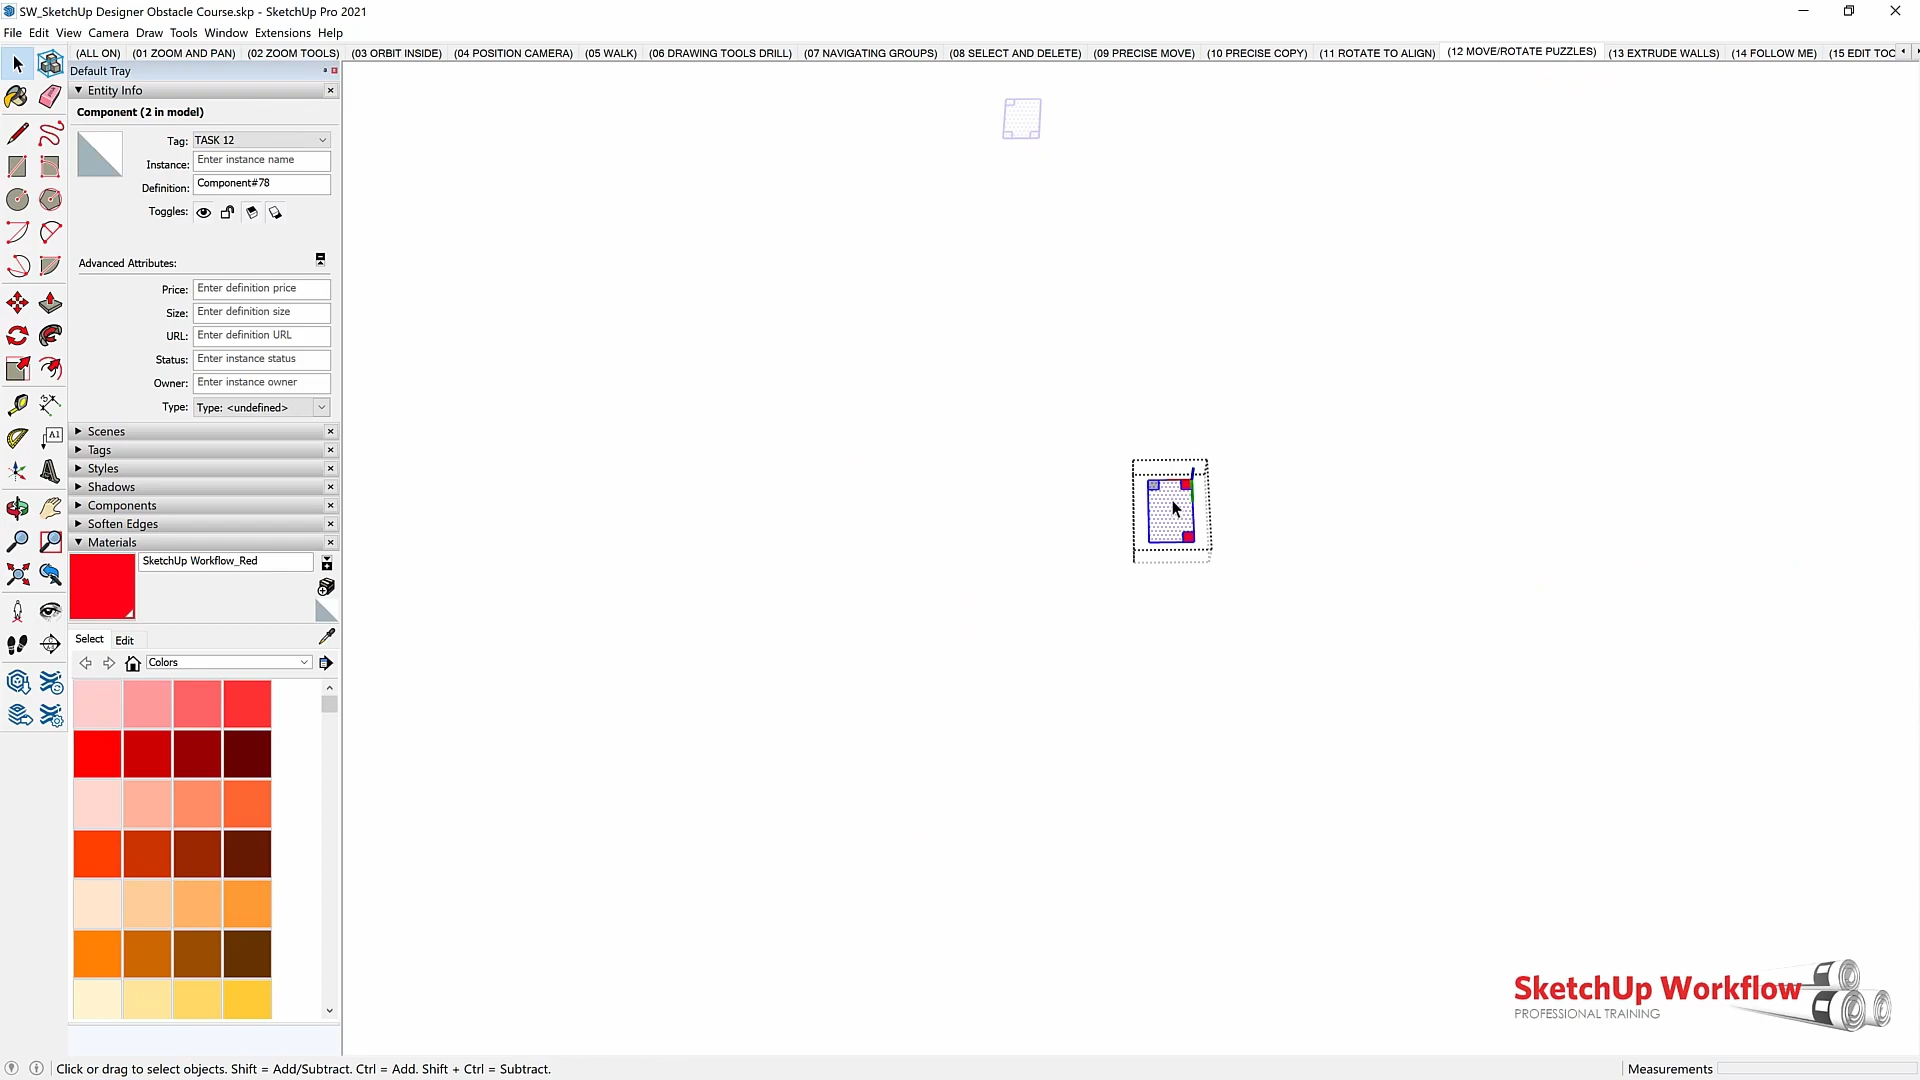 SW_SketchUp Designer Obstacle Course.skp - SketchUp Pro 2021
File Edit View Camera Draw Tools Window Extensions Help
(ALL ON) (01 ZOOM AND PAN) (02 ZOOM TOOLS) (03 ORBIT INSIDE) (04 POSITION CAMERA) (05 WALK) (06 DRAWING TOOLS DRILL) (07 NAVIGATING GROUPS) (08 SELECT AND DELETE) (09 PRECISE MOVE) (10 PRECISE COPY) (11 ROTATE TO ALIGN) (12 MOVE/ROTATE PUZZLES) (13 EXTRUDE WALLS) (14 FOLLOW ME) (15 EDIT TOO
Default Tray
Entity Info
Component (2 in model)
Tag: TASK 12
Instance: Enter instance name
Definition: Component#78
Toggles:
Advanced Attributes:
Price: Enter definition price
Size: Enter definition size
URL: Enter definition URL
Status: Enter instance status
Owner: Enter instance owner
Type: Type: <undefined>
Scenes
Tags
Styles
Shadows
Components
Soften Edges
Materials
SketchUp Workflow_Red
Select Edit
Colors
A1
SketchUp Workflow
PROFESSIONAL TRAINING
Click or drag to select objects. Shift = Add/Subtract. Ctrl = Add. Shift + Ctrl = Subtract.
Measurements